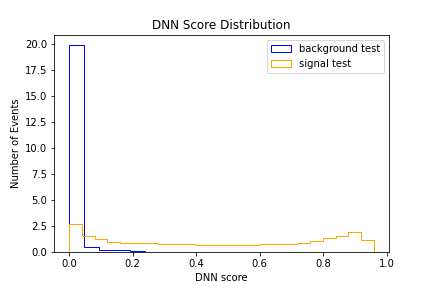 DNN Score Distribution
background test
signal test
Number of Events
20.0
17.5
15.0
12.5
10.0
7.5
5.0
2.5
0.0
0.0 0.2 0.4 0.6 0.8 1.0
DNN score